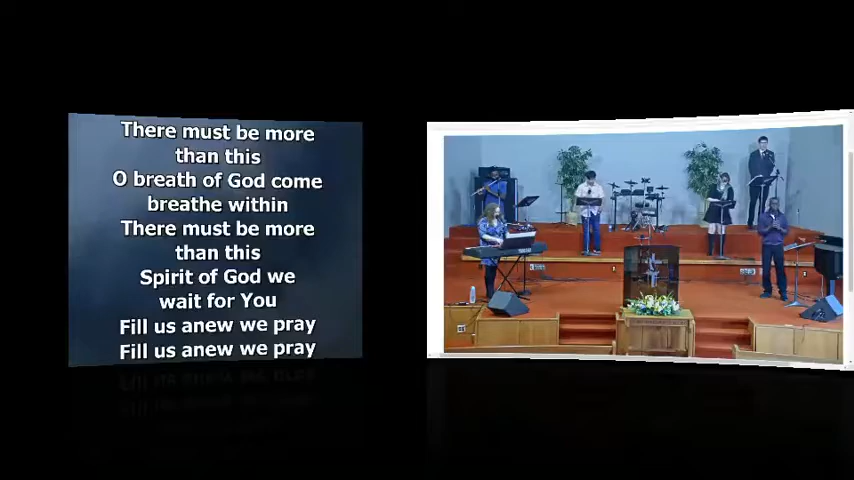 There must be more
than this
O breath of God come
breathe within
There must be more
than this
Spirit of God we
wait for You
Fill us anew we pray
Fill us anew we pray